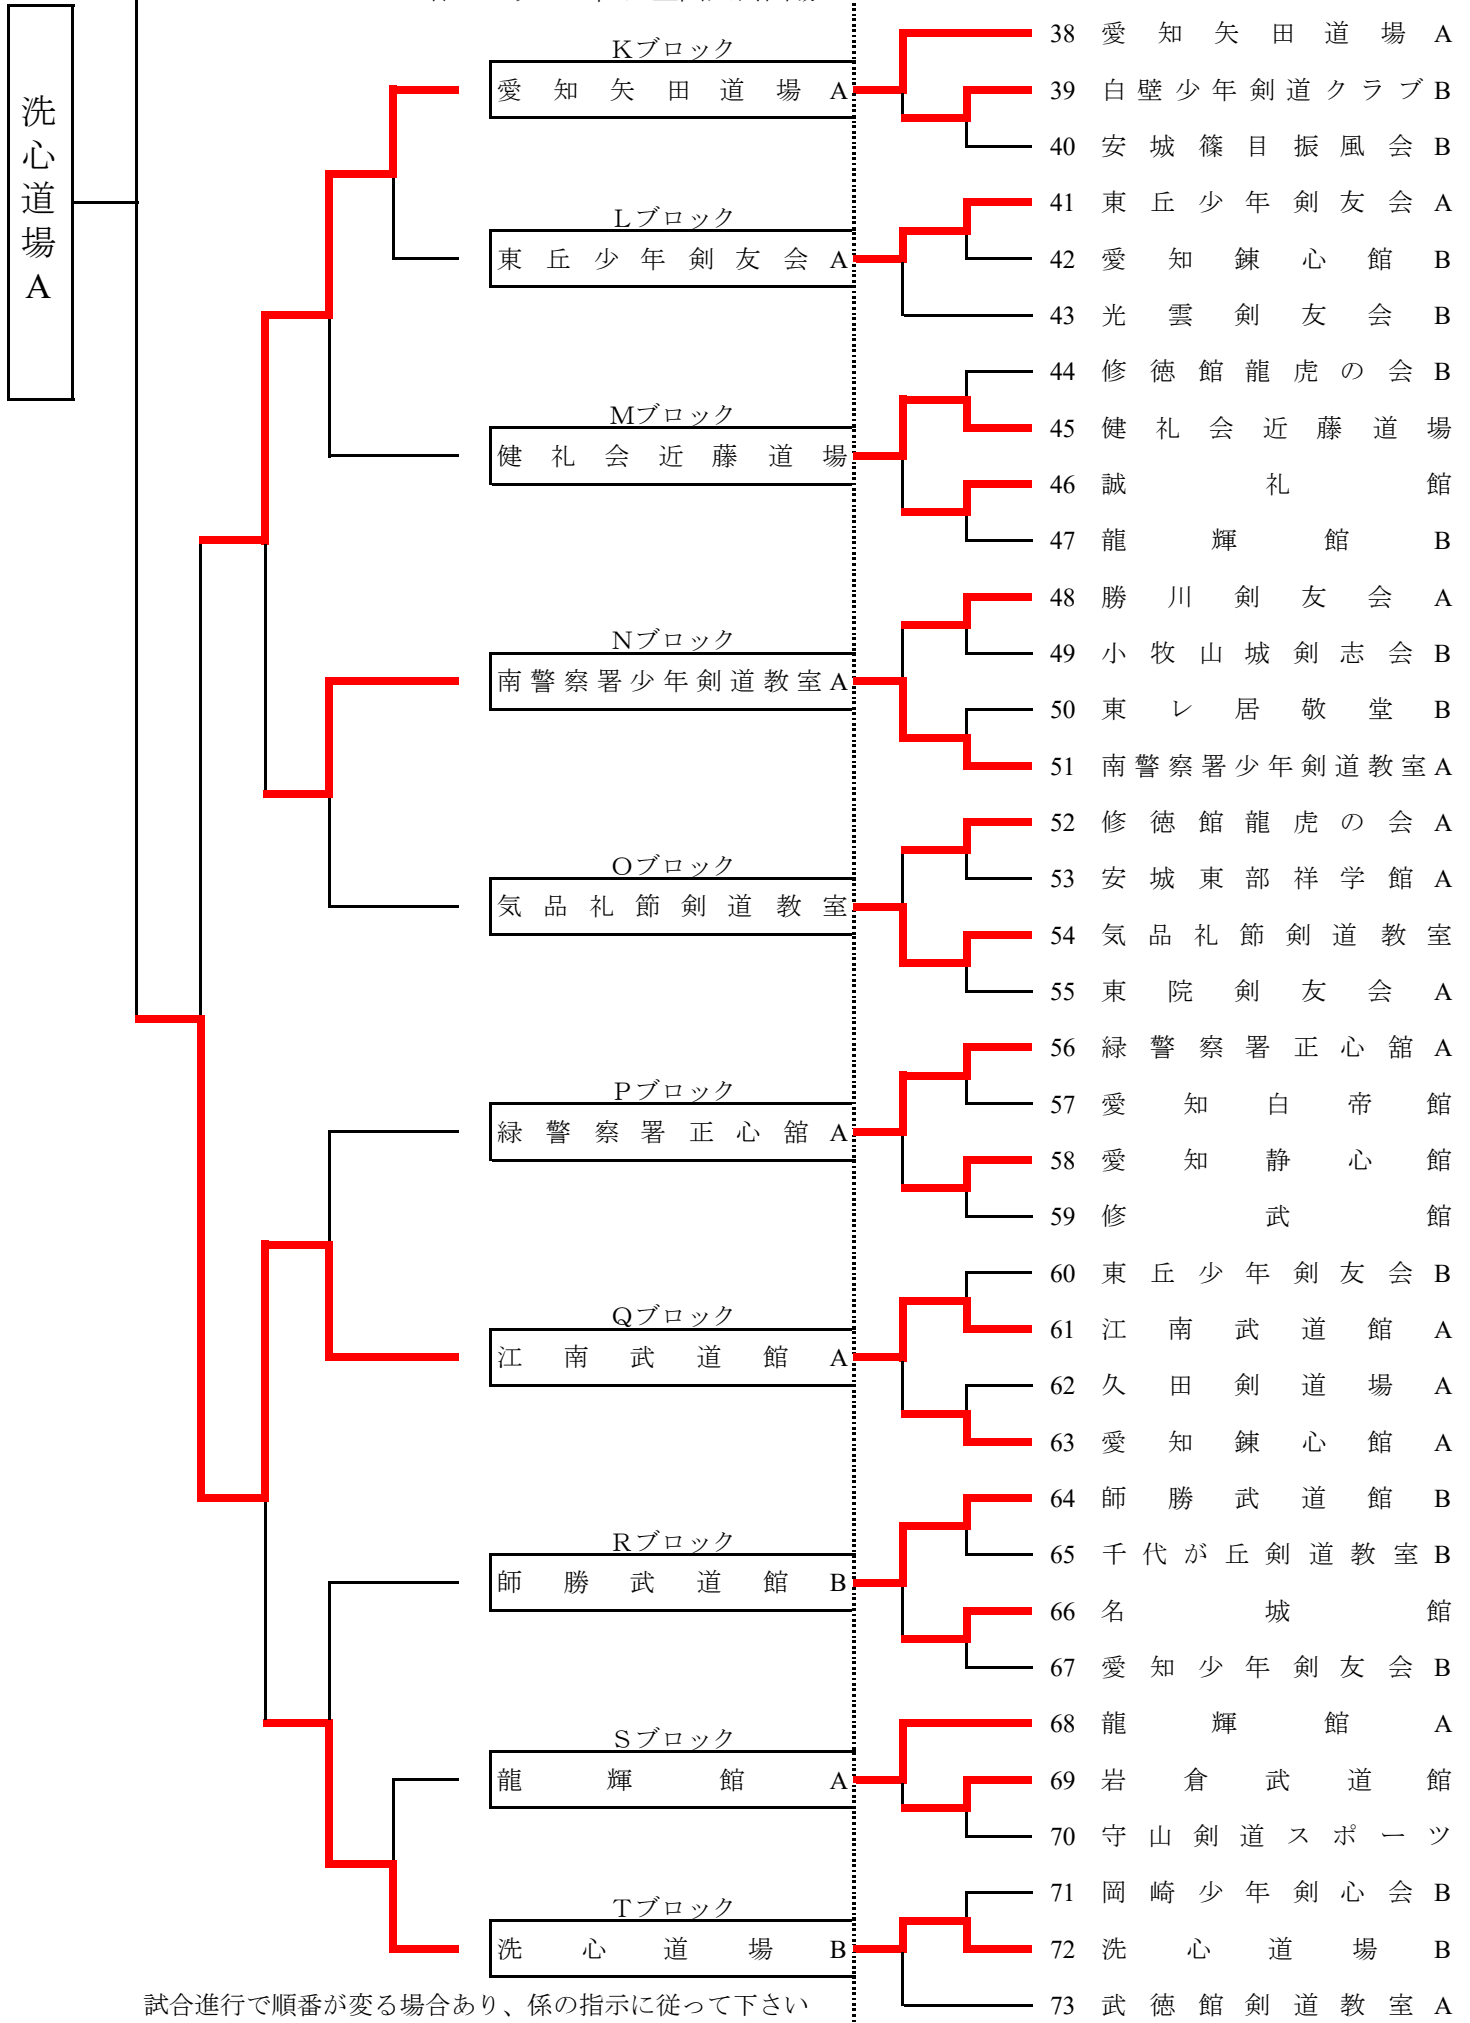 洗心道場A
Kブロック
愛知矢田道場A
Lブロック
東丘少年剣友会A
Mブロック
健礼会近藤道場
Nブロック
南警察署少年剣道教室A
Oブロック
気品礼節剣道教室
Pブロック
緑警察署正心舘A
Qブロック
江南武道館A
Rブロック
師勝武道館B
Sブロック
龍輝館A
Tブロック
洗心道場B
38 愛知矢田道場A
39 白壁少年剣道クラブB
40 安城篠目振風会B
41 東丘少年剣友会A
42 愛知錬心館B
43 光雲剣友会B
44 修徳館龍虎の会B
45 健礼会近藤道場
46 誠礼館
47 龍輝館B
48 勝川剣友会A
49 小牧山城剣志会B
50 東レ居敬堂B
51 南警察署少年剣道教室A
52 修徳館龍虎の会A
53 安城東部祥学館A
54 気品礼節剣道教室
55 東院剣友会A
56 緑警察署正心舘A
57 愛知白帝館
58 愛知静心館
59 修武館
60 東丘少年剣友会B
61 江南武道館A
62 久田剣道場A
63 愛知錬心館A
64 師勝武道館B
65 千代が丘剣道教室B
66 名城館
67 愛知少年剣友会B
68 龍輝館A
69 岩倉武道館
70 守山剣道スポーツ
71 岡崎少年剣心会B
72 洗心道場B
73 武徳館剣道教室A
試合進行で順番が変る場合あり、係の指示に従って下さい